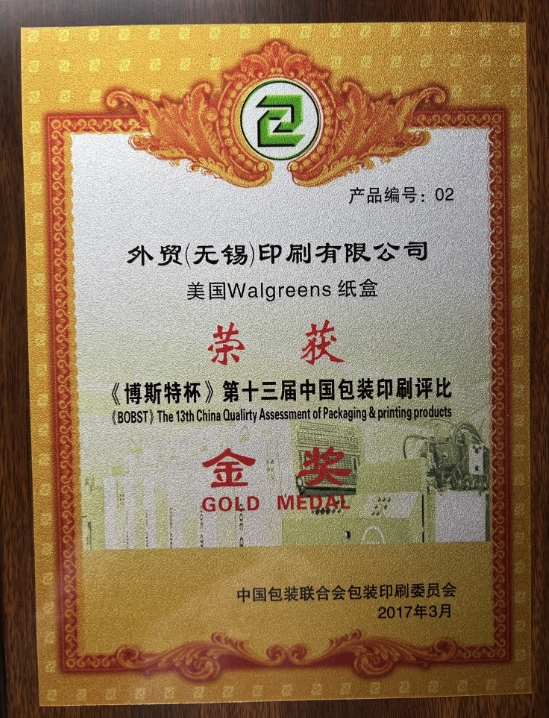 产品编号：02
外贸(无锡)印刷有限公司
美国Walgreens 纸盒
荣 获
《博斯特杯》第十三届中国包装印刷评比
《BOBST》The 13th China Qualirty Assessment of Packaging & printing products
金 奖
GOLD MEDAL
中国包装联合会包装印刷委员会
2017年3月